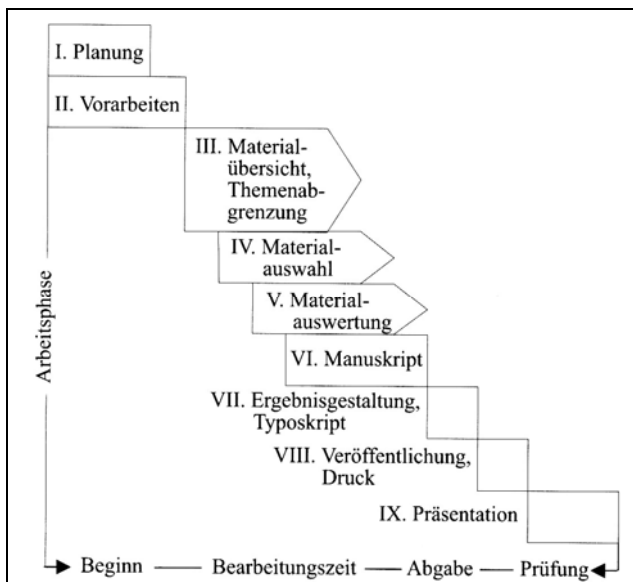 I. Planung
II. Vorarbeiten
III. Material-
übersicht,
Themenab-
grenzung
IV. Material-
auswahl
V. Material-
auswertung
VI. Manuskript
VII. Ergebnisgestaltung,
Typoskript
VIII. Veröffentlichung,
Druck
IX. Präsentation
Arbeitsphase
Beginn Bearbeitungszeit Abgabe Prüfung